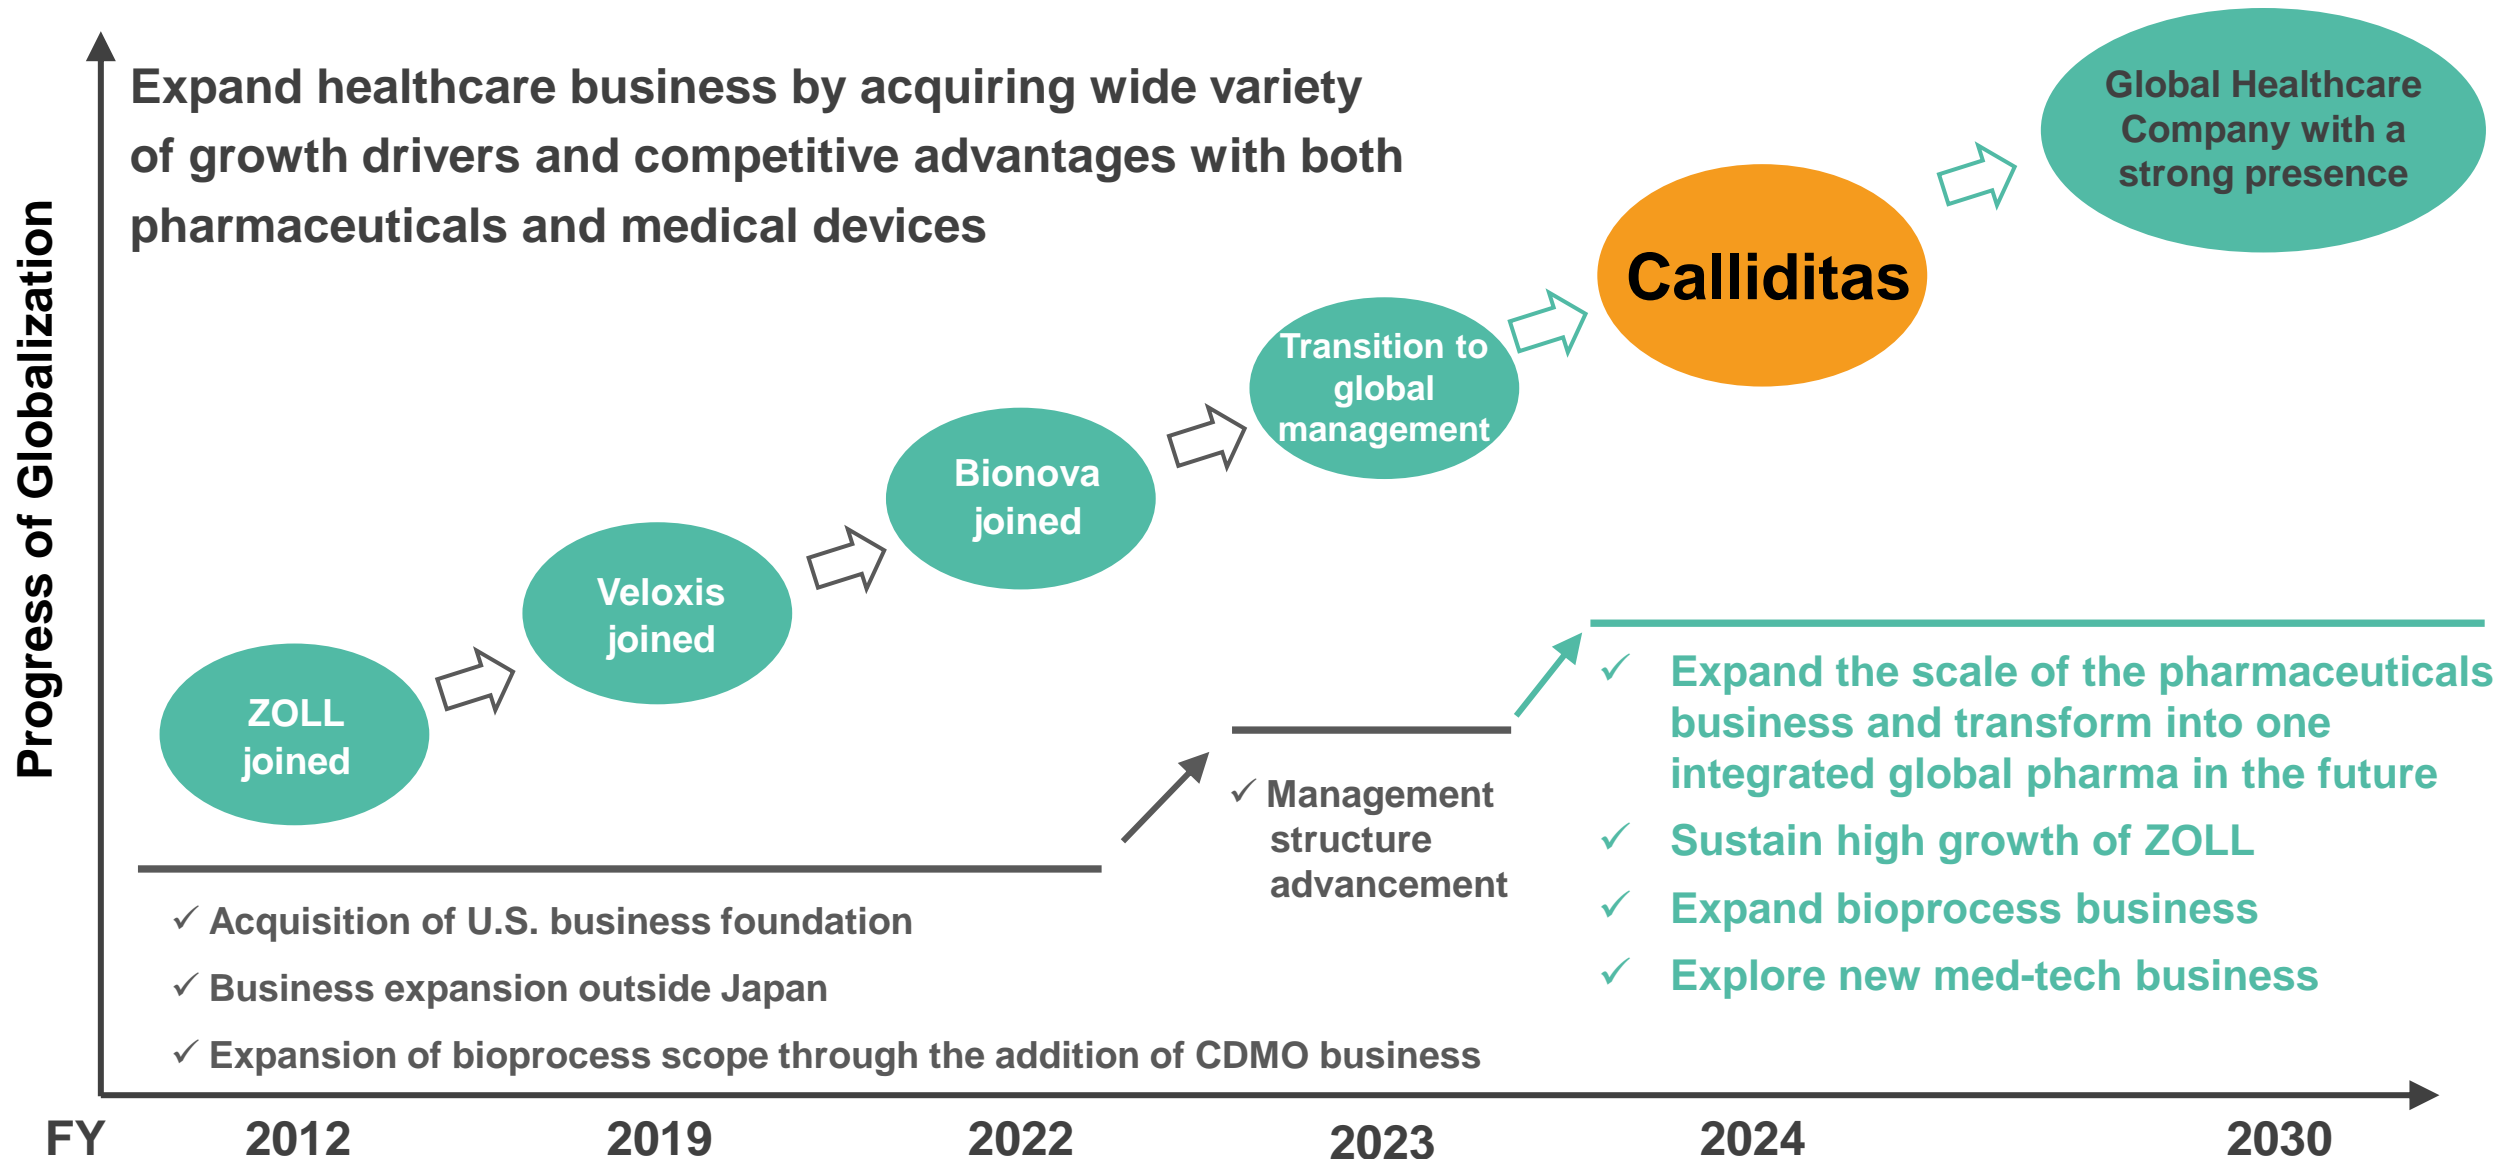 Expand healthcare business by acquiring wide variety
of growth drivers and competitive advantages with both
pharmaceuticals and medical devices
Progress of Globalization
ZOLL
joined
Veloxis
joined
Bionova
joined
Transition to
global
management
Calliditas
Global Healthcare
Company with a
strong presence
✓ Acquisition of U.S. business foundation
✓ Business expansion outside Japan
✓ Expansion of bioprocess scope through the addition of CDMO business
✓ Management
structure
advancement
✓ Expand the scale of the pharmaceuticals
business and transform into one
integrated global pharma in the future
✓ Sustain high growth of ZOLL
✓ Expand bioprocess business
✓ Explore new med-tech business
FY 2012 2019 2022 2023 2024 2030